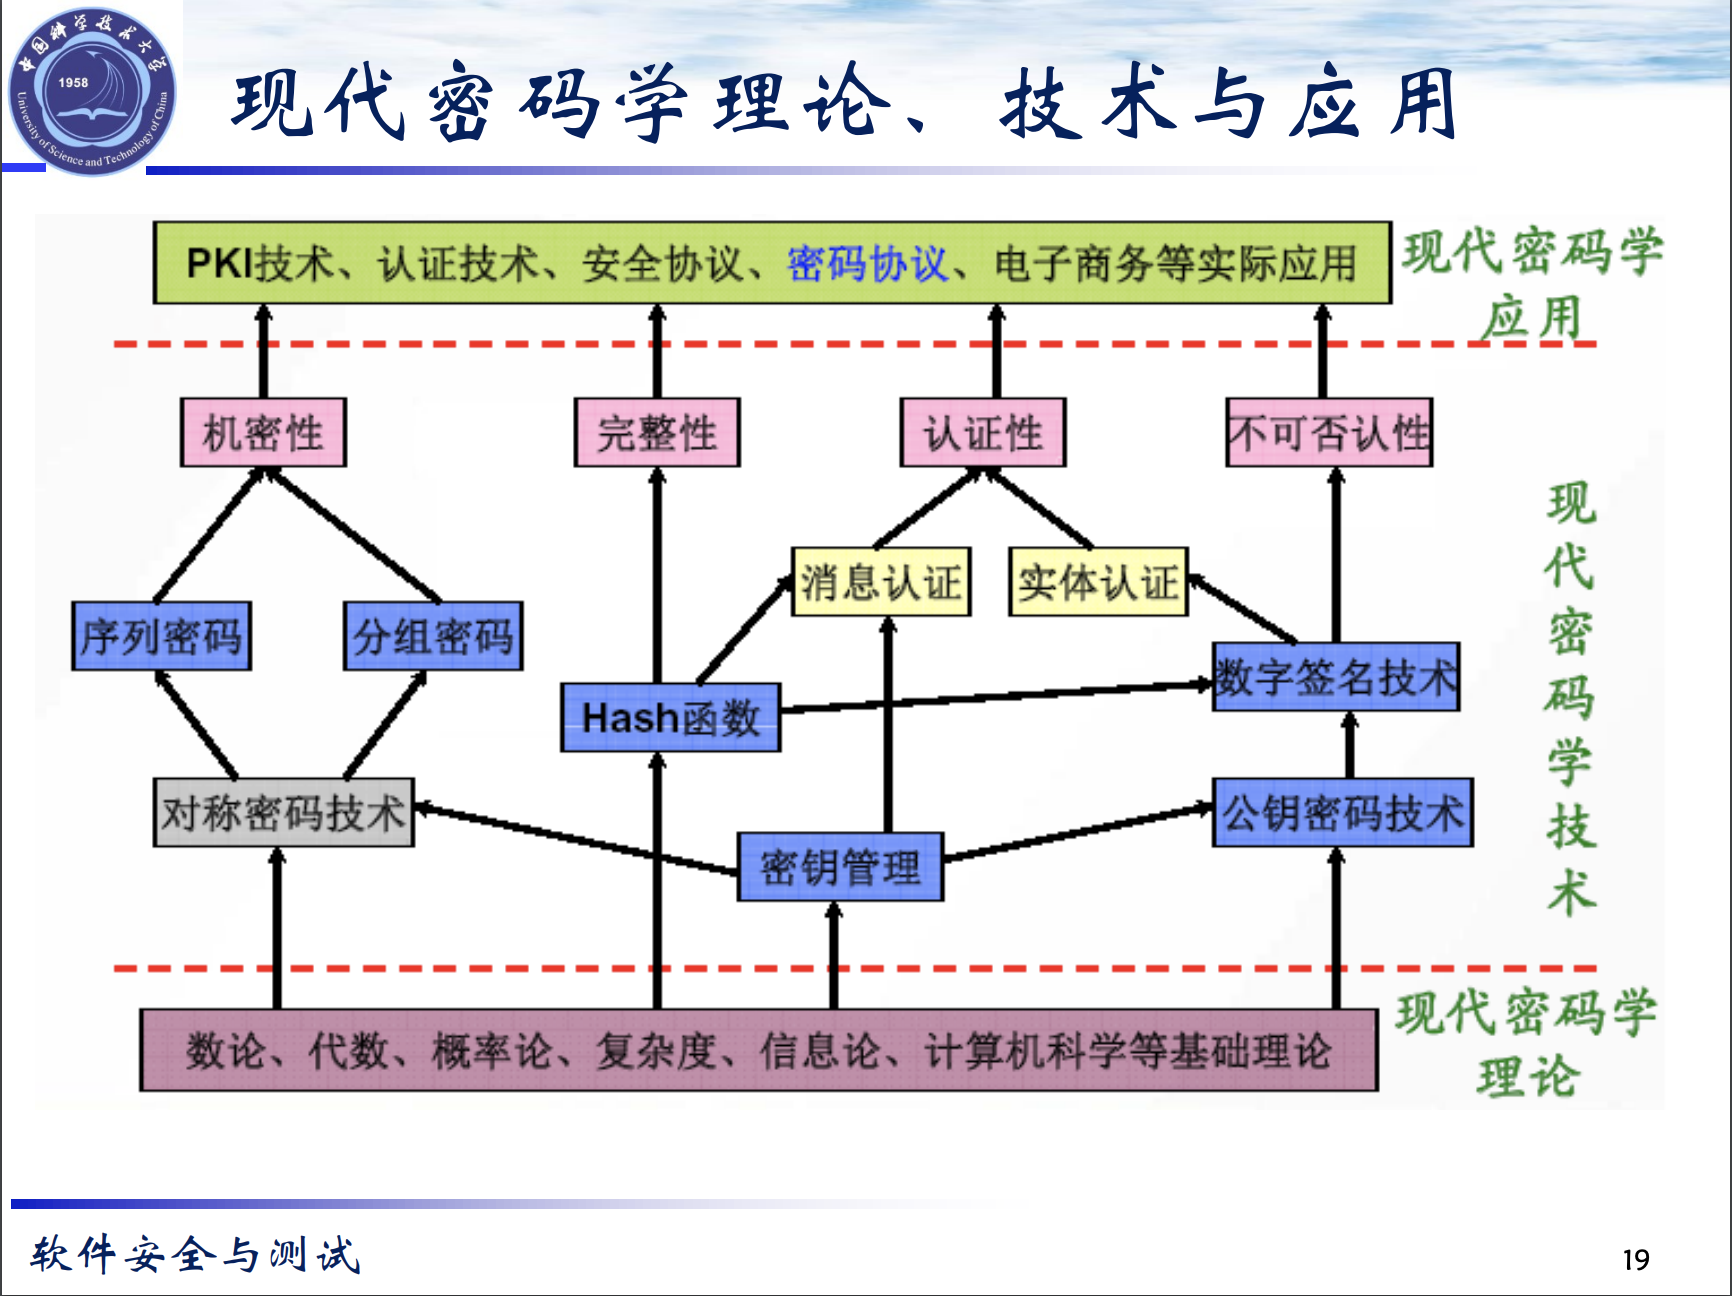 中国科学技术大学
1958
University of Science and Technology of China
现代密码学理论、技术与应用
PKI技术、认证技术、安全协议、密码协议、电子商务等实际应用
现代密码学
应用
机密性
完整性
认证性
不可否认性
消息认证
实体认证
序列密码
分组密码
Hash函数
数字签名技术
对称密码技术
密钥管理
公钥密码技术
现
代
密
码
学
技
术
数论、代数、概率论、复杂度、信息论、计算机科学等基础理论
现代密码学
理论
软件安全与测试
19